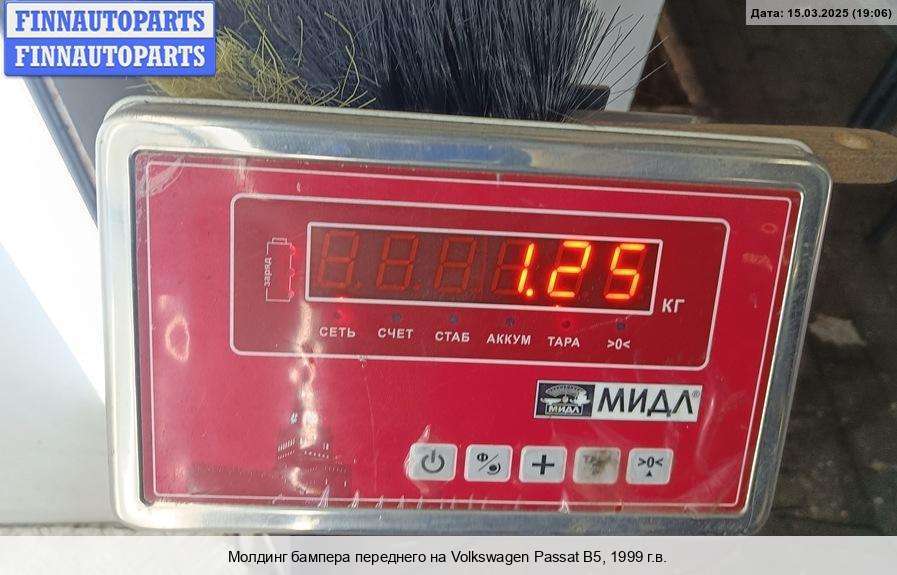 FINNAUTOPARTS
FINNAUTOPARTS
Дата: 15.03.2025 (19:06)
заряд
1.25
КГ
СЕТЬ СЧЕТ СТАБ АККУМ ТАРА >0<
МИДЛ МИДЛ®
Ф/ + >0<
Молдинг бампера переднего на Volkswagen Passat B5, 1999 г.в.